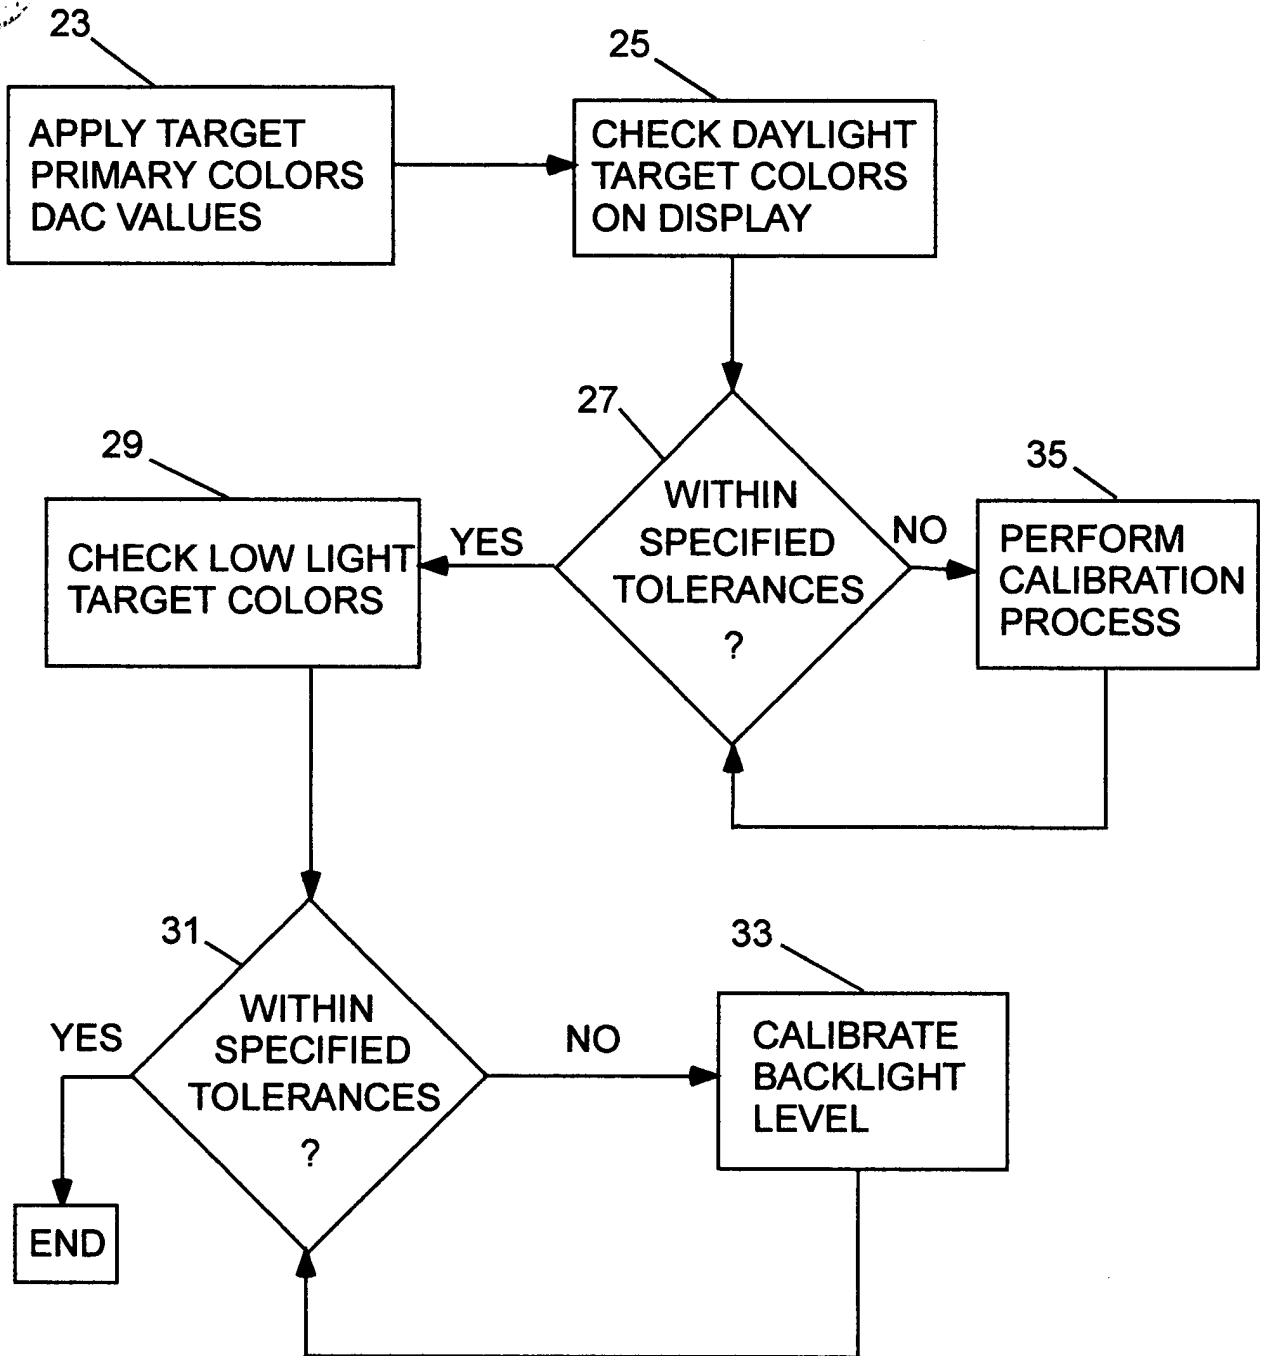 23
APPLY TARGET
PRIMARY COLORS
DAC VALUES
25
CHECK DAYLIGHT
TARGET COLORS
ON DISPLAY
27
WITHIN
SPECIFIED
TOLERANCES
?
YES
NO
29
CHECK LOW LIGHT
TARGET COLORS
35
PERFORM
CALIBRATION
PROCESS
31
WITHIN
SPECIFIED
TOLERANCES
?
YES
NO
33
CALIBRATE
BACKLIGHT
LEVEL
END